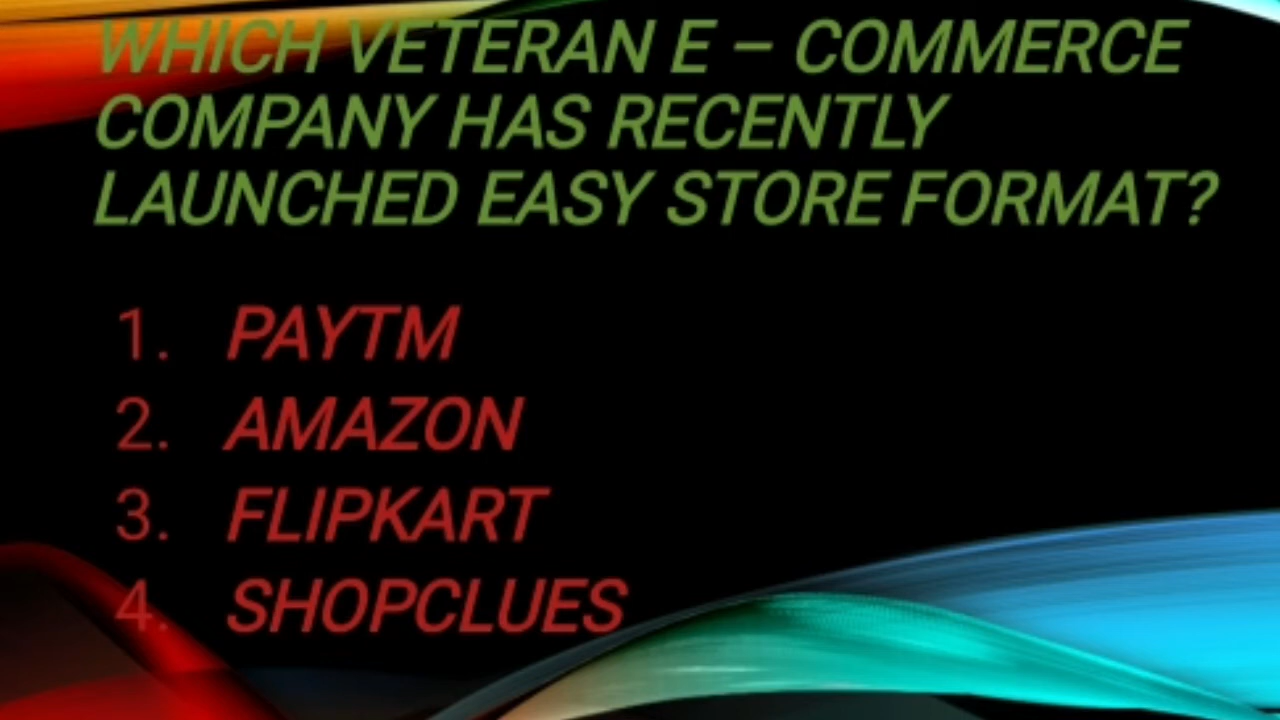 WHICH VETERAN E – COMMERCE
COMPANY HAS RECENTLY
LAUNCHED EASY STORE FORMAT?
1. PAYTM
2. AMAZON
3. FLIPKART
4. SHOPCLUES